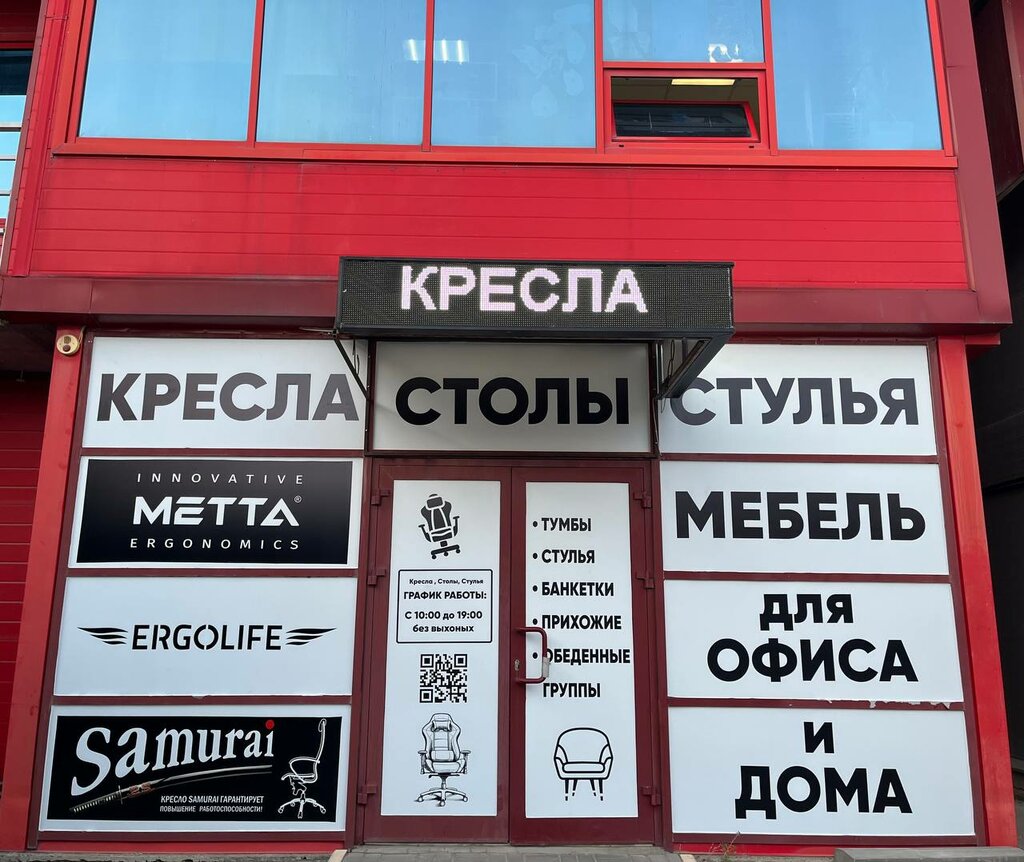 КРЕСЛА
КРЕСЛА
СТОЛЫ
СТУЛЬЯ
INNOVATIVE
METTA®
ERGONOMICS
ERGOLIFE
Samurai
КРЕСЛО SAMURAI ГАРАНТИРУЕТ
ПОВЫШЕНИЕ РАБОТОСПОСОБНОСТИ!
Кресла , Столы, Стулья
ГРАФИК РАБОТЫ:
С 10:00 до 19:00
без выхоных
• ТУМБЫ
• СТУЛЬЯ
• БАНКЕТКИ
• ПРИХОЖИЕ
• ОБЕДЕННЫЕ
ГРУППЫ
МЕБЕЛЬ
ДЛЯ
ОФИСА
И
ДОМА